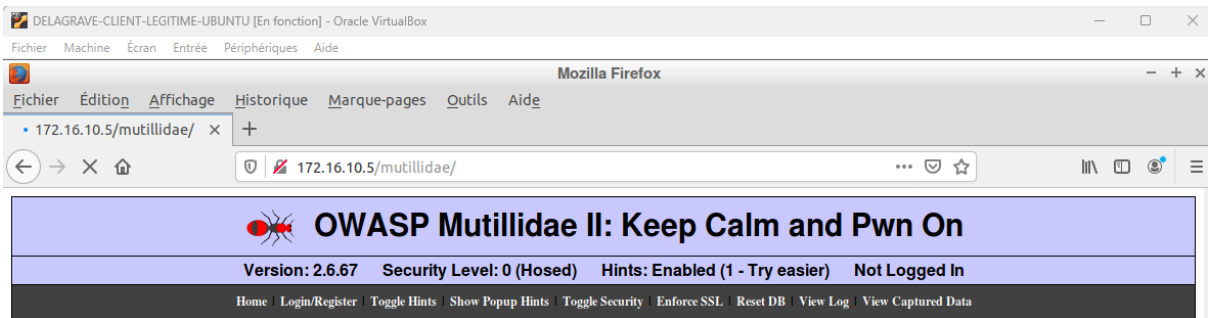 DELAGRAVE-CLIENT-LEGITIME-UBUNTU [En fonction] - Oracle VirtualBox
Fichier Machine Écran Entrée Périphériques Aide
Mozilla Firefox
Fichier Édition Affichage Historique Marque-pages Outils Aide
172.16.10.5/mutillidae/
172.16.10.5/mutillidae/
OWASP Mutillidae II: Keep Calm and Pwn On
Version: 2.6.67 Security Level: 0 (Hosed) Hints: Enabled (1 - Try easier) Not Logged In
Home | Login/Register | Toggle Hints | Show Popup Hints | Toggle Security | Enforce SSL | Reset DB | View Log | View Captured Data